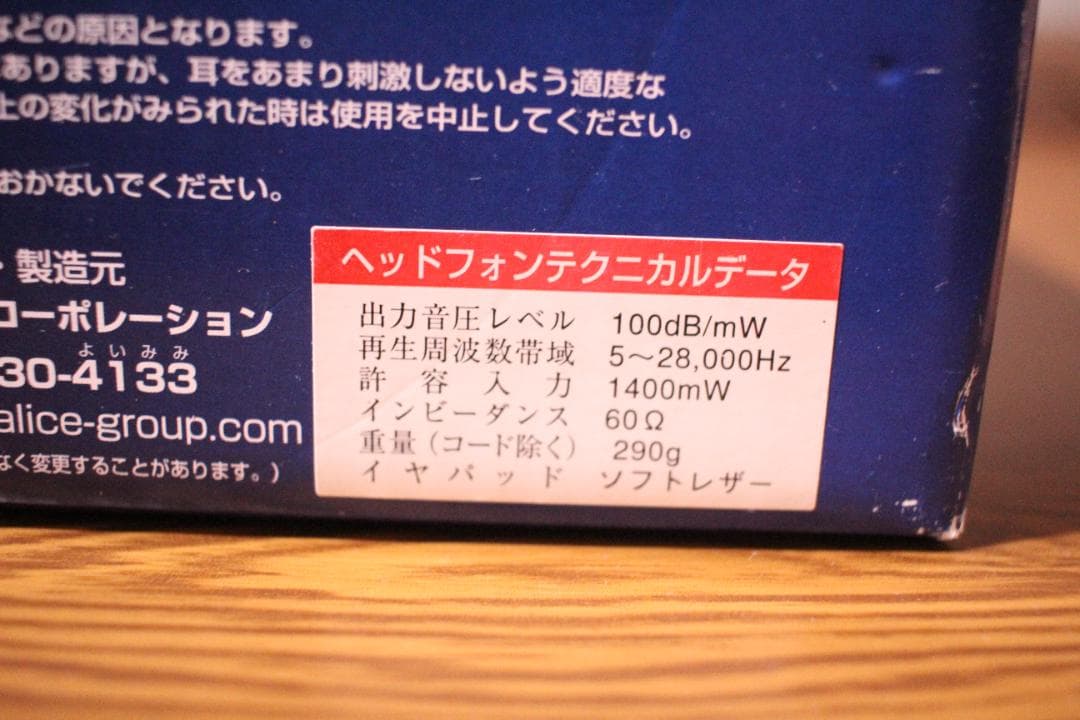 などの原因となります。
ありますが、耳をあまり刺激しないよう適度な
上の変化がみられた時は使用を中止してください。
おかないでください。
・製造元
コーポレーション
よいみみ
30-4133
alice-group.com
なく変更することがあります。)
ヘッドフォンテクニカルデータ
出力音圧レベル 100dB/mW
再生周波数帯域 5〜28,000Hz
許容入力 1400mW
インピーダンス 60Ω
重量(コード除く) 290g
イヤパッド ソフトレザー